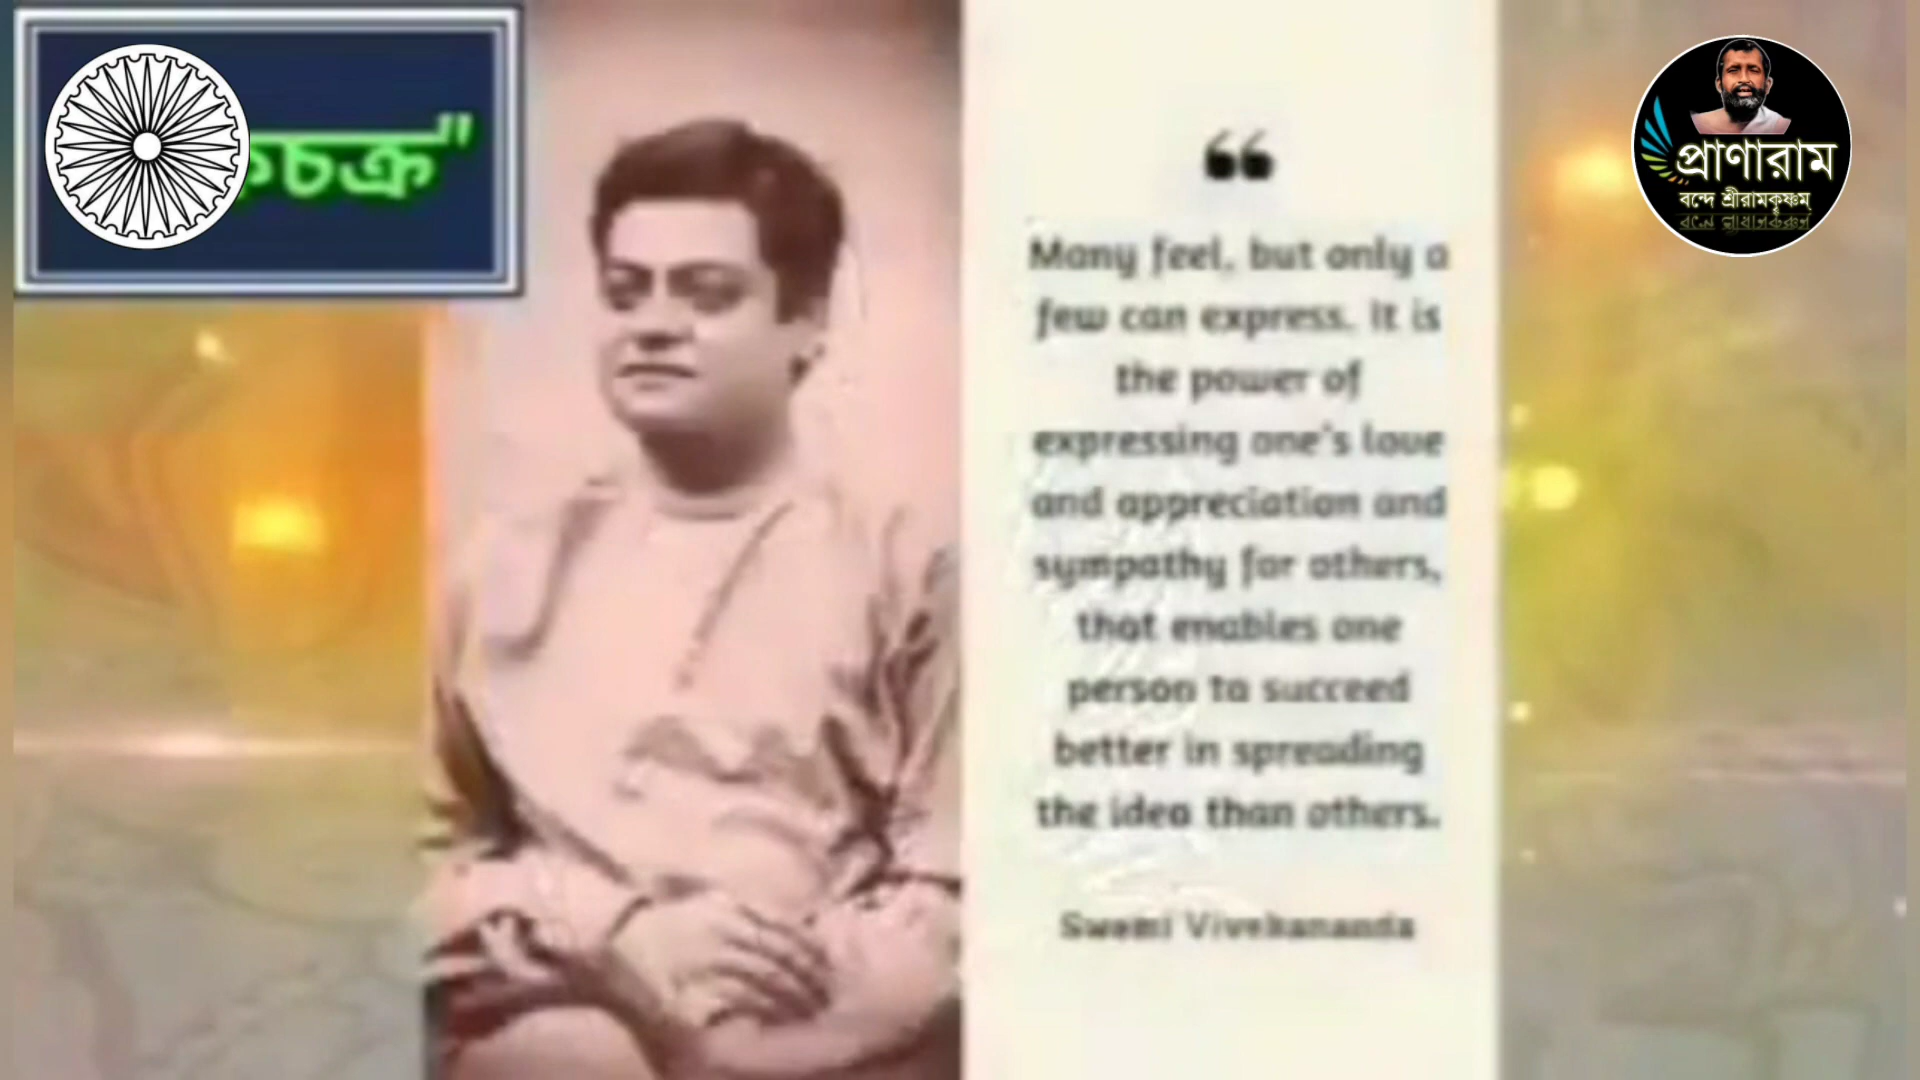 চক্র"
❝
Many feel, but only a
few can express. It is
the power of
expressing one's love
and appreciation and
sympathy for others,
that enables one
person to succeed
better in spreading
the idea than others.
Swami Vivekananda
প্রাণারাম
বন্দে শ্রীরামকৃষ্ণম্